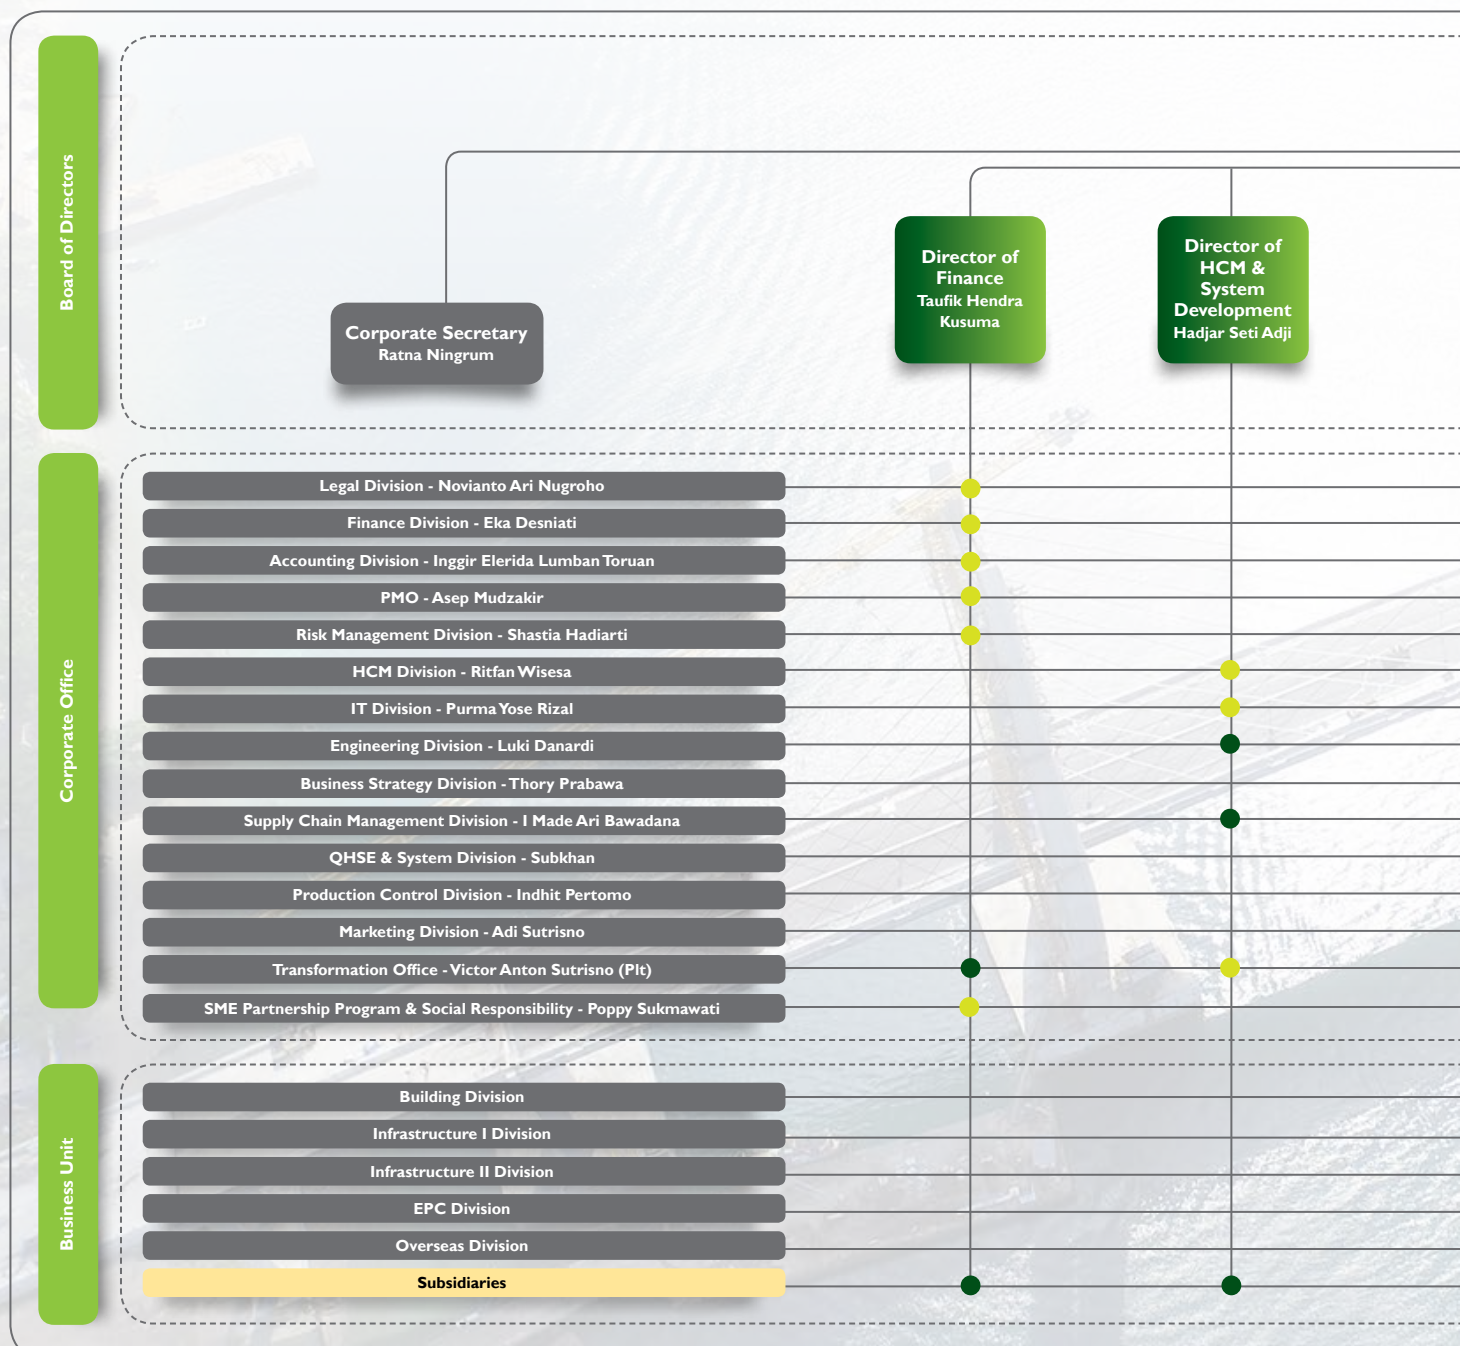 Board of Directors
Corporate Secretary
Ratna Ningrum
Director of
Finance
Taufik Hendra
Kusuma
Director of
HCM &
System
Development
Hadjar Seti Adji
Corporate Office
Legal Division - Novianto Ari Nugroho
Finance Division - Eka Desniati
Accounting Division - Inggir Elerida Lumban Toruan
PMO - Asep Mudzakir
Risk Management Division - Shastia Hadiarti
HCM Division - Ritfan Wisesa
IT Division - Purma Yose Rizal
Engineering Division - Luki Danardi
Business Strategy Division - Thory Prabawa
Supply Chain Management Division - I Made Ari Bawadana
QHSE & System Division - Subkhan
Production Control Division - Indhit Pertomo
Marketing Division - Adi Sutrisno
Transformation Office - Victor Anton Sutrisno (Plt)
SME Partnership Program & Social Responsibility - Poppy Sukmawati
Business Unit
Building Division
Infrastructure I Division
Infrastructure II Division
EPC Division
Overseas Division
Subsidiaries